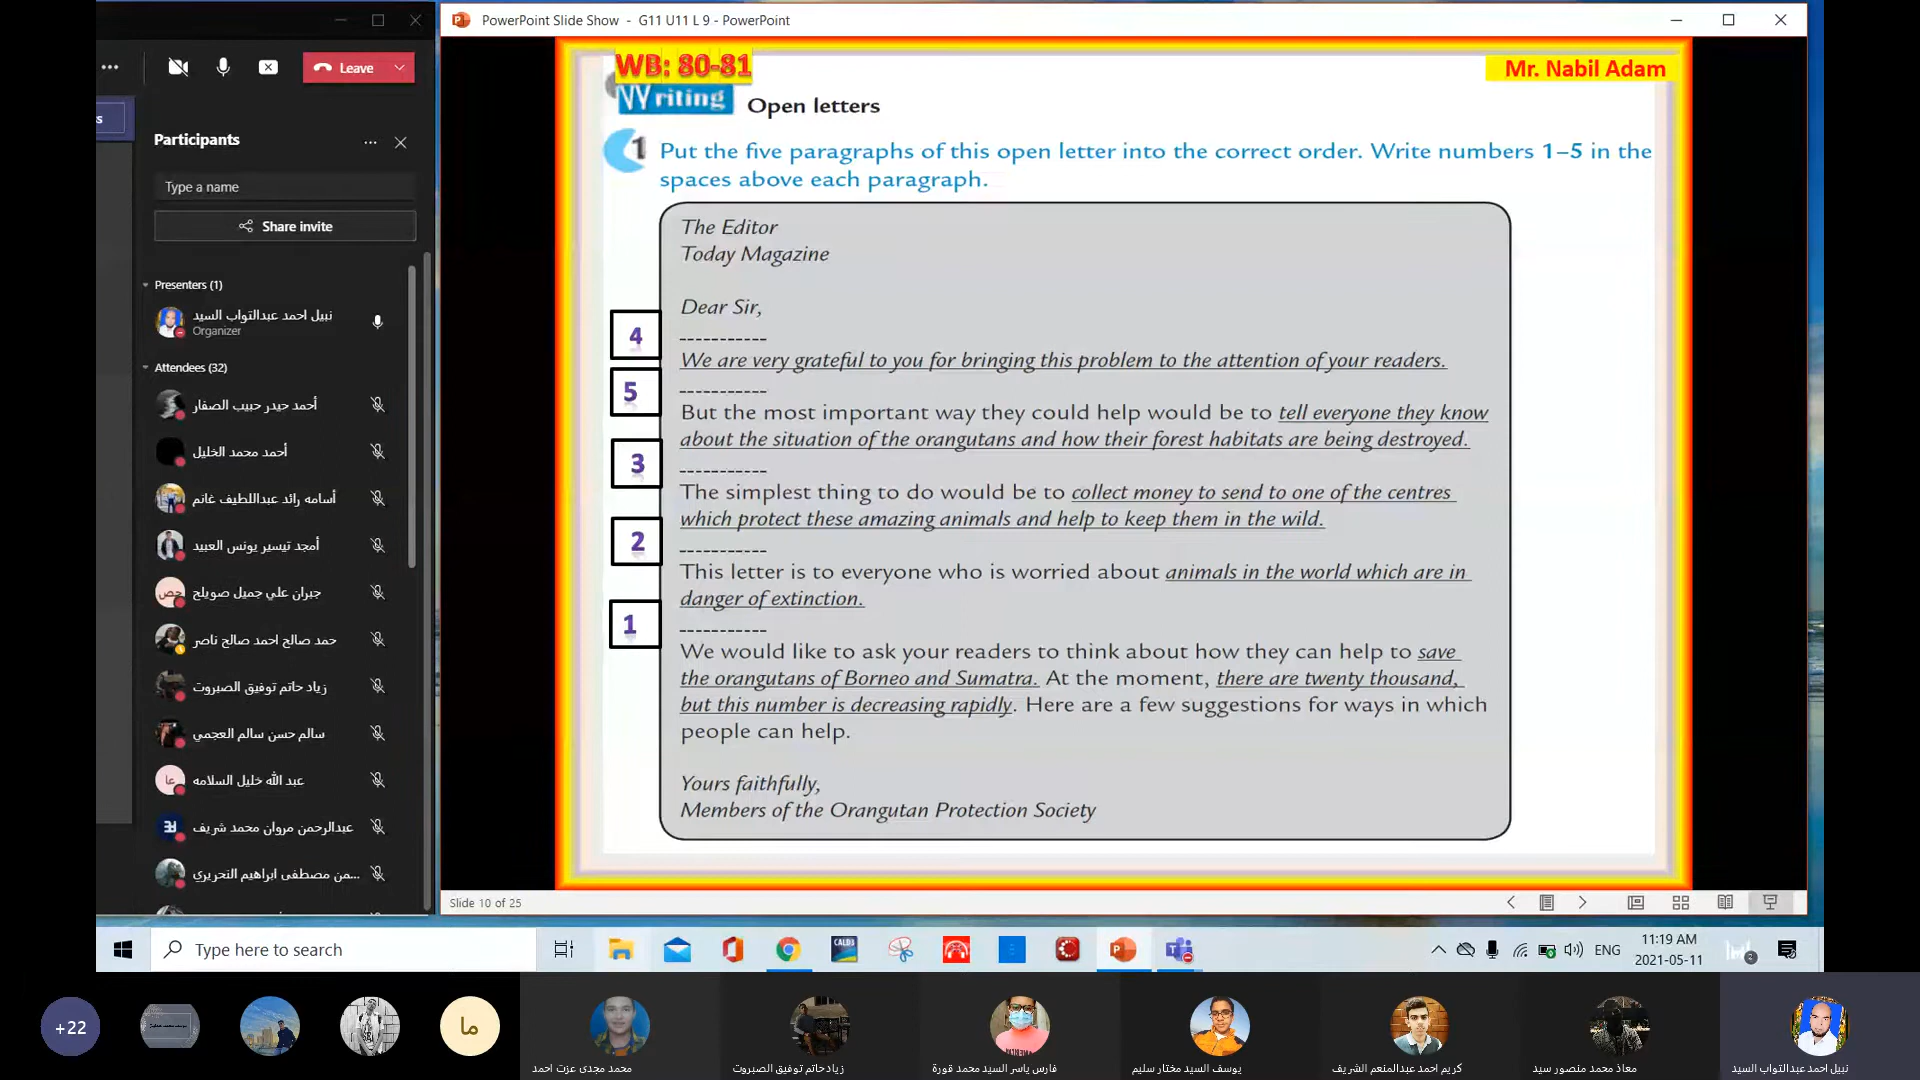 PowerPoint Slide Show - G11 U11 L 9 - PowerPoint
Leave
s
Participants
Type a name
Share invite
Presenters (1)
نبيل احمد عبدالتواب السيد
Organizer
Attendees (32)
أحمد حيدر حبيب الصفار
أحمد محمد الخليل
أسامه رائد عبداللطيف غانم
أمجد تيسير يونس العبيد
جص
جبران علي جميل صويلح
حمد صالح احمد صالح ناصر
زياد حاتم توفيق الصبروت
سالم حسن سالم العجمي
عا
عبد الله خليل السلامه
عبدالرحمن مروان محمد شريف
...من مصطفى ابراهيم التحريري
WB: 80-81
Mr. Nabil Adam
Writing
Open letters
1
Put the five paragraphs of this open letter into the correct order. Write numbers 1–5 in the
spaces above each paragraph.
The Editor
Today Magazine
Dear Sir,
4
-----------
We are very grateful to you for bringing this problem to the attention of your readers.
5
-----------
But the most important way they could help would be to tell everyone they know
about the situation of the orangutans and how their forest habitats are being destroyed.
3
-----------
The simplest thing to do would be to collect money to send to one of the centres
which protect these amazing animals and help to keep them in the wild.
2
-----------
This letter is to everyone who is worried about animals in the world which are in
danger of extinction.
1
-----------
We would like to ask your readers to think about how they can help to save
the orangutans of Borneo and Sumatra. At the moment, there are twenty thousand,
but this number is decreasing rapidly. Here are a few suggestions for ways in which
people can help.
Yours faithfully,
Members of the Orangutan Protection Society
Slide 10 of 25
Type here to search
CALD3
ENG
11:19 AM
2021-05-11
2
+22
ما
محمد مجدى عزت احمد
زياد حاتم توفيق الصبروت
فارس ياسر السيد محمد قورة
يوسف السيد مختار سليم
كريم احمد عبدالمنعم الشريف
معاذ محمد منصور سيد
نبيل احمد عبدالتواب السيد